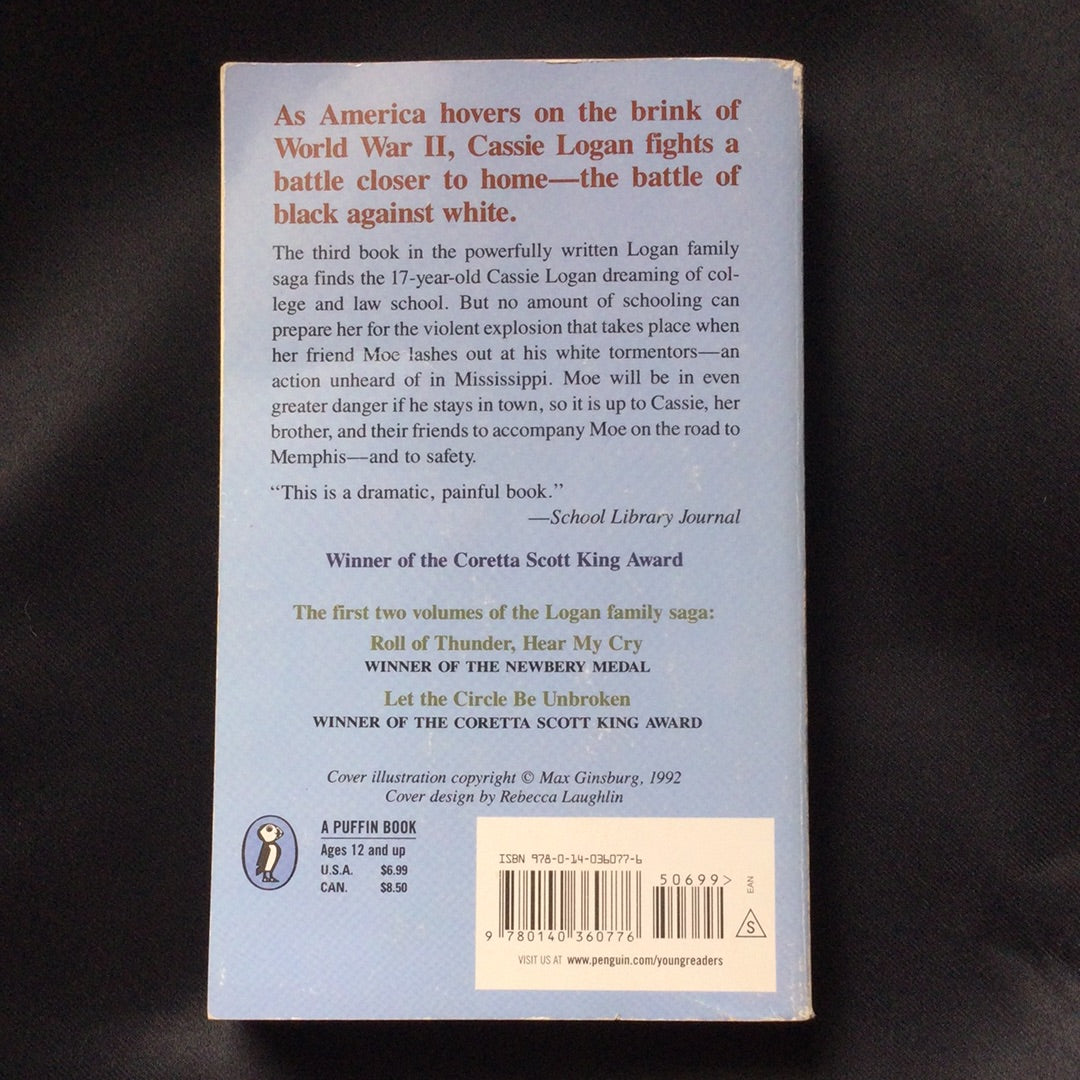 As America hovers on the brink of
World War II, Cassie Logan fights a
battle closer to home—the battle of
black against white.
The third book in the powerfully written Logan family
saga finds the 17-year-old Cassie Logan dreaming of col-
lege and law school. But no amount of schooling can
prepare her for the violent explosion that takes place when
her friend Moe lashes out at his white tormentors—an
action unheard of in Mississippi. Moe will be in even
greater danger if he stays in town, so it is up to Cassie, her
brother, and their friends to accompany Moe on the road to
Memphis—and to safety.
“This is a dramatic, painful book.”
—School Library Journal
Winner of the Coretta Scott King Award
The first two volumes of the Logan family saga:
Roll of Thunder, Hear My Cry
WINNER OF THE NEWBERY MEDAL
Let the Circle Be Unbroken
WINNER OF THE CORETTA SCOTT KING AWARD
Cover illustration copyright © Max Ginsburg, 1992
Cover design by Rebecca Laughlin
A PUFFIN BOOK
Ages 12 and up
U.S.A. $6.99
CAN. $8.50
ISBN 978-0-14-036077-6
50699>
EAN
S
9 780140 360776
VISIT US AT www.penguin.com/youngreaders